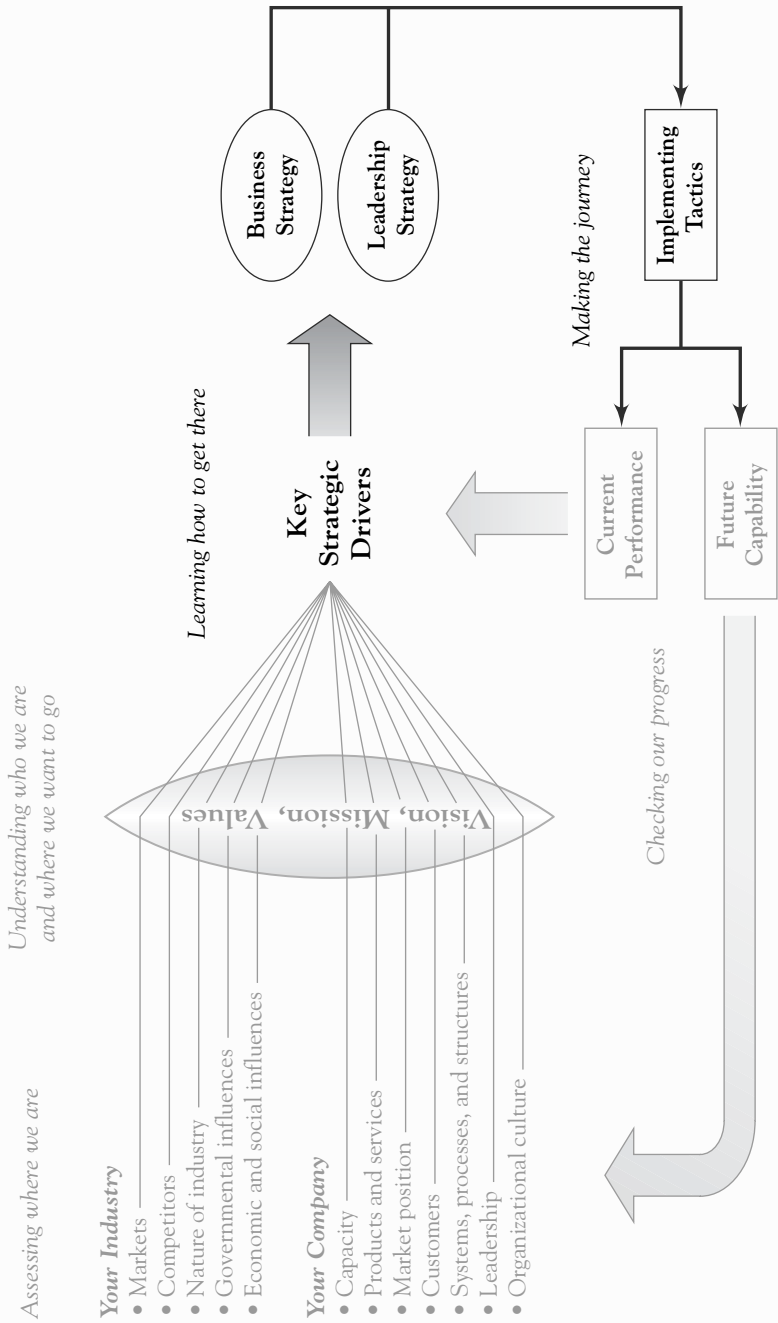 Assessing where we are
Understanding who we are
and where we want to go
Learning how to get there
Your Industry
• Markets
• Competitors
• Nature of industry
• Governmental influences
• Economic and social influences
Your Company
• Capacity
• Products and services
• Market position
• Customers
• Systems, processes, and structures
• Leadership
• Organizational culture
Vision, Mission, Values
Key
Strategic
Drivers
Business
Strategy
Leadership
Strategy
Making the journey
Implementing
Tactics
Current
Performance
Future
Capability
Checking our progress